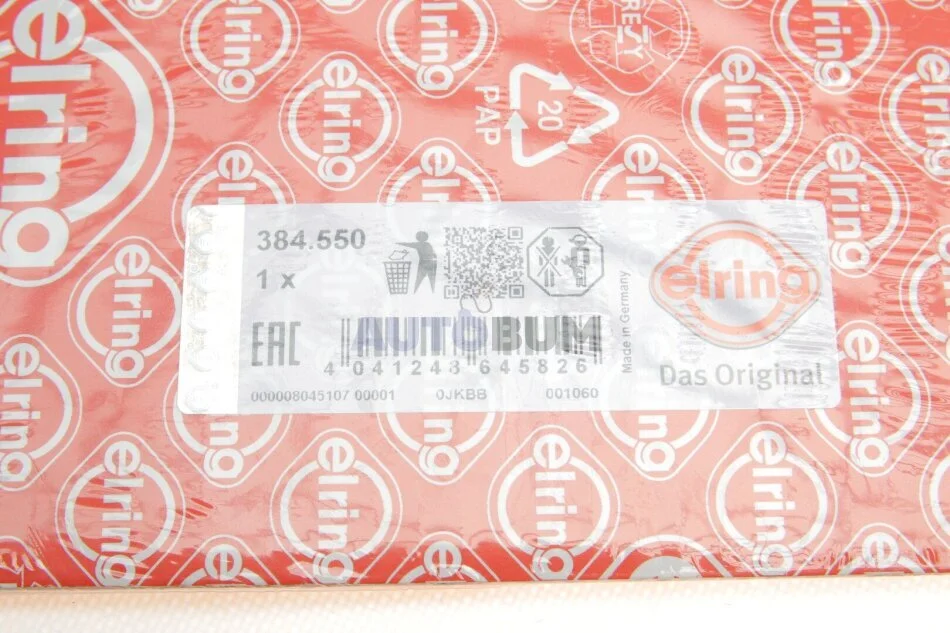 elring
RESY
20
PAP
384.550
1 x
EAC
AUTOBUM
4 041248 645826
000008045107 00001 0JKBB 001060
Made in Germany
elring
Das Original